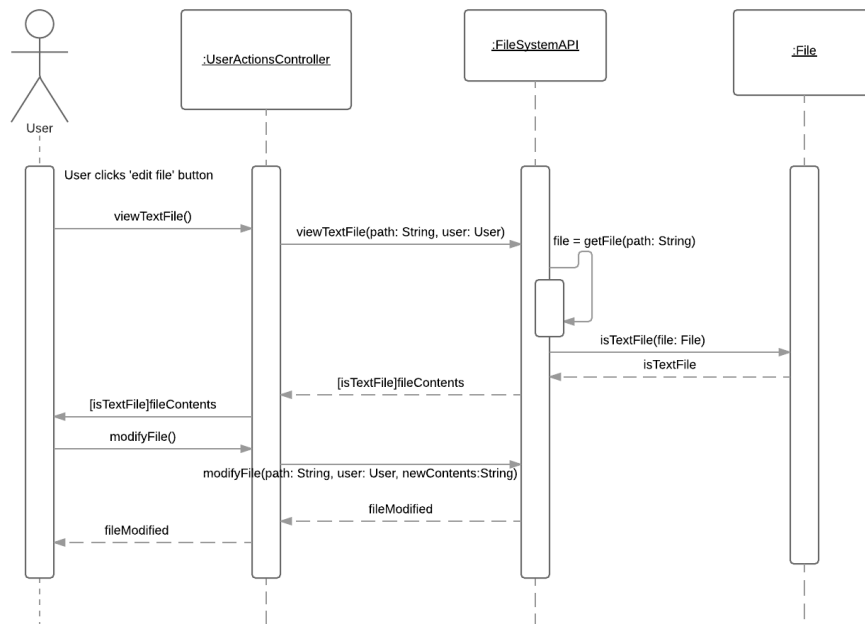 :UserActionsController
:FileSystemAPI
:File
User
User clicks 'edit file' button
viewTextFile()
viewTextFile(path: String, user: User)
file = getFile(path: String)
isTextFile(file: File)
isTextFile
[isTextFile]fileContents
[isTextFile]fileContents
modifyFile()
modifyFile(path: String, user: User, newContents:String)
fileModified
fileModified